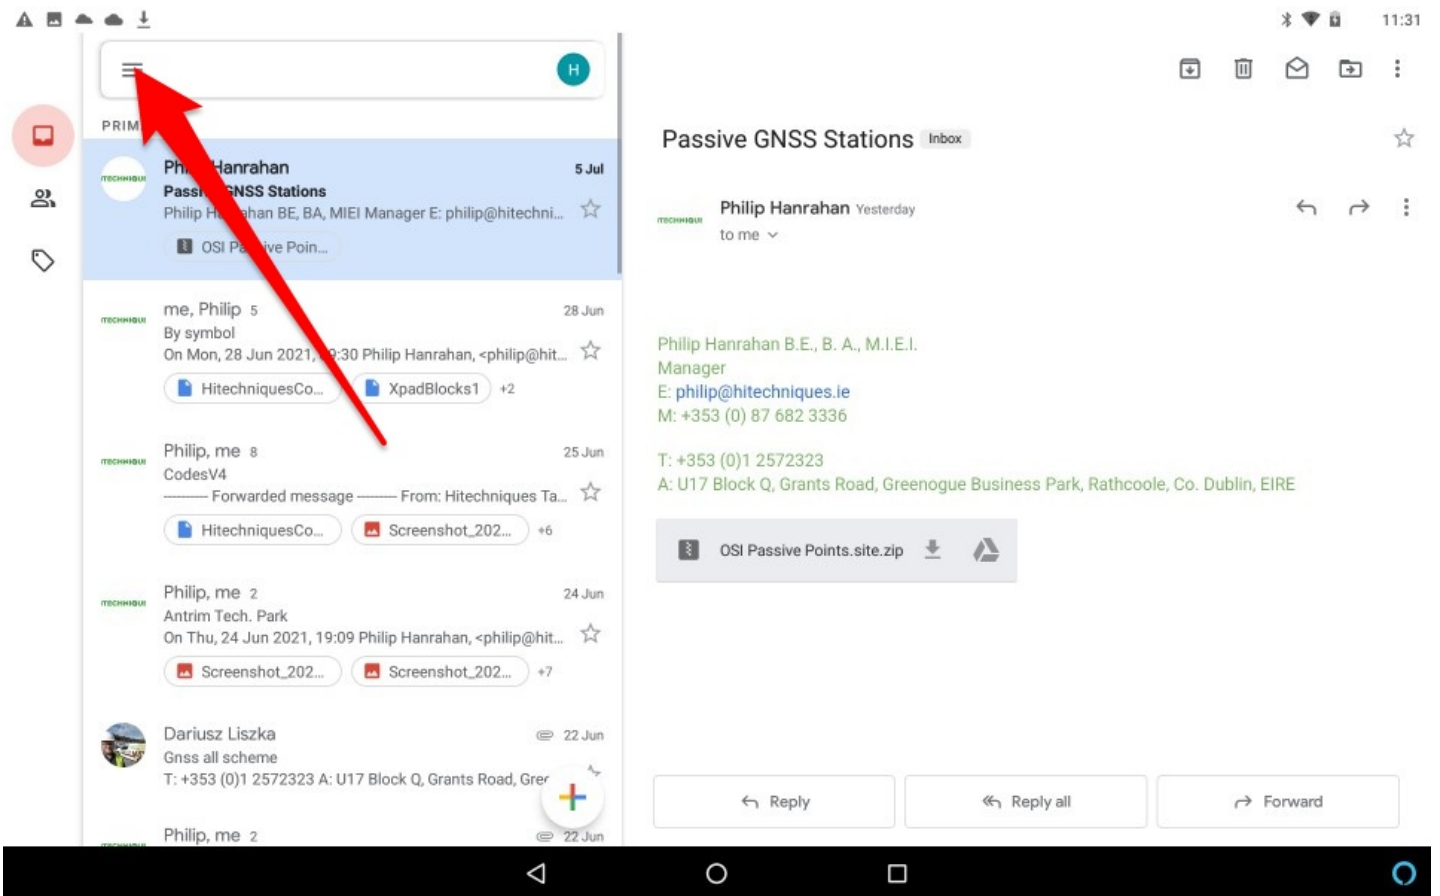 11:31
H
PRIM
Philip Hanrahan
5 Jul
Passive GNSS Stations
Philip Hanrahan BE, BA, MIEI Manager E: philip@hitechni...
OSI Passive Poin...
me, Philip 5
28 Jun
By symbol
On Mon, 28 Jun 2021, 09:30 Philip Hanrahan, <philip@hit...
HitechniquesCo...
XpadBlocks1
+2
Philip, me 8
25 Jun
CodesV4
---------- Forwarded message --------- From: Hitechniques Ta...
HitechniquesCo...
Screenshot_202...
+6
Philip, me 2
24 Jun
Antrim Tech. Park
On Thu, 24 Jun 2021, 19:09 Philip Hanrahan, <philip@hit...
Screenshot_202...
Screenshot_202...
+7
Dariusz Liszka
22 Jun
Gnss all scheme
T: +353 (0)1 2572323 A: U17 Block Q, Grants Road, Gree
Philip, me 2
22 Jun
Passive GNSS Stations
Inbox
Philip Hanrahan Yesterday
to me
Philip Hanrahan B.E., B. A., M.I.E.I.
Manager
E: philip@hitechniques.ie
M: +353 (0) 87 682 3336
T: +353 (0)1 2572323
A: U17 Block Q, Grants Road, Greenogue Business Park, Rathcoole, Co. Dublin, EIRE
OSI Passive Points.site.zip
Reply
Reply all
Forward